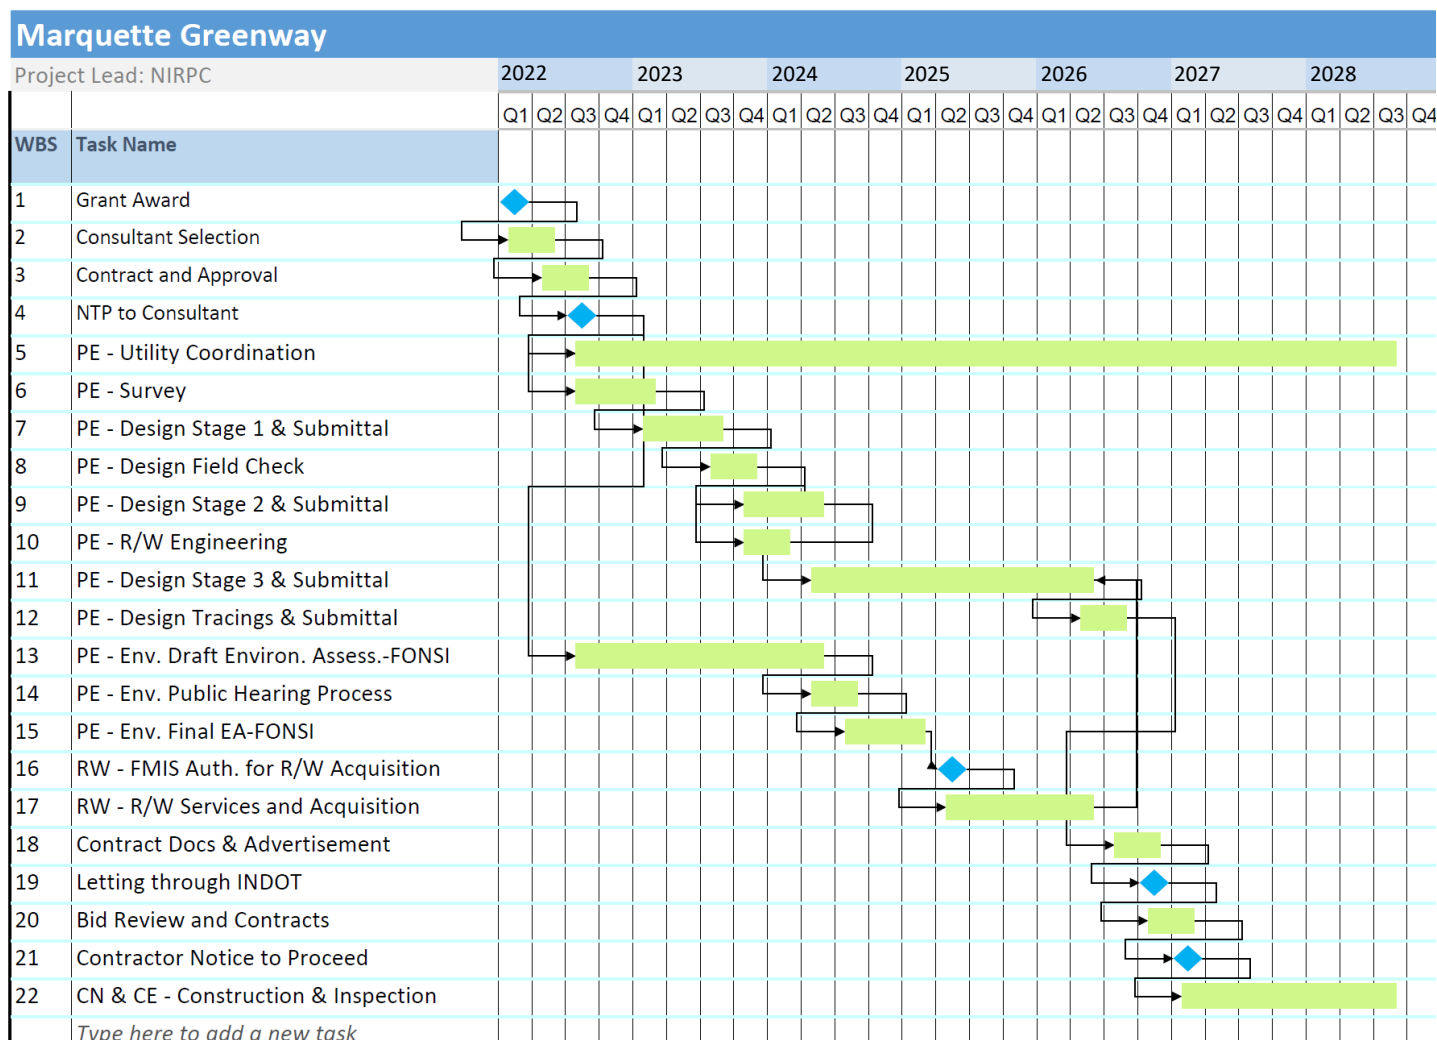 Marquette Greenway
Project Lead: NIRPC 2022 2023 2024 2025 2026 2027 2028
Q1 Q2 Q3 Q4 Q1 Q2 Q3 Q4 Q1 Q2 Q3 Q4 Q1 Q2 Q3 Q4 Q1 Q2 Q3 Q4 Q1 Q2 Q3 Q4 Q1 Q2 Q3 Q4
WBS Task Name
1 Grant Award
2 Consultant Selection
3 Contract and Approval
4 NTP to Consultant
5 PE - Utility Coordination
6 PE - Survey
7 PE - Design Stage 1 & Submittal
8 PE - Design Field Check
9 PE - Design Stage 2 & Submittal
10 PE - R/W Engineering
11 PE - Design Stage 3 & Submittal
12 PE - Design Tracings & Submittal
13 PE - Env. Draft Environ. Assess.-FONSI
14 PE - Env. Public Hearing Process
15 PE - Env. Final EA-FONSI
16 RW - FMIS Auth. for R/W Acquisition
17 RW - R/W Services and Acquisition
18 Contract Docs & Advertisement
19 Letting through INDOT
20 Bid Review and Contracts
21 Contractor Notice to Proceed
22 CN & CE - Construction & Inspection
Type here to add a new task